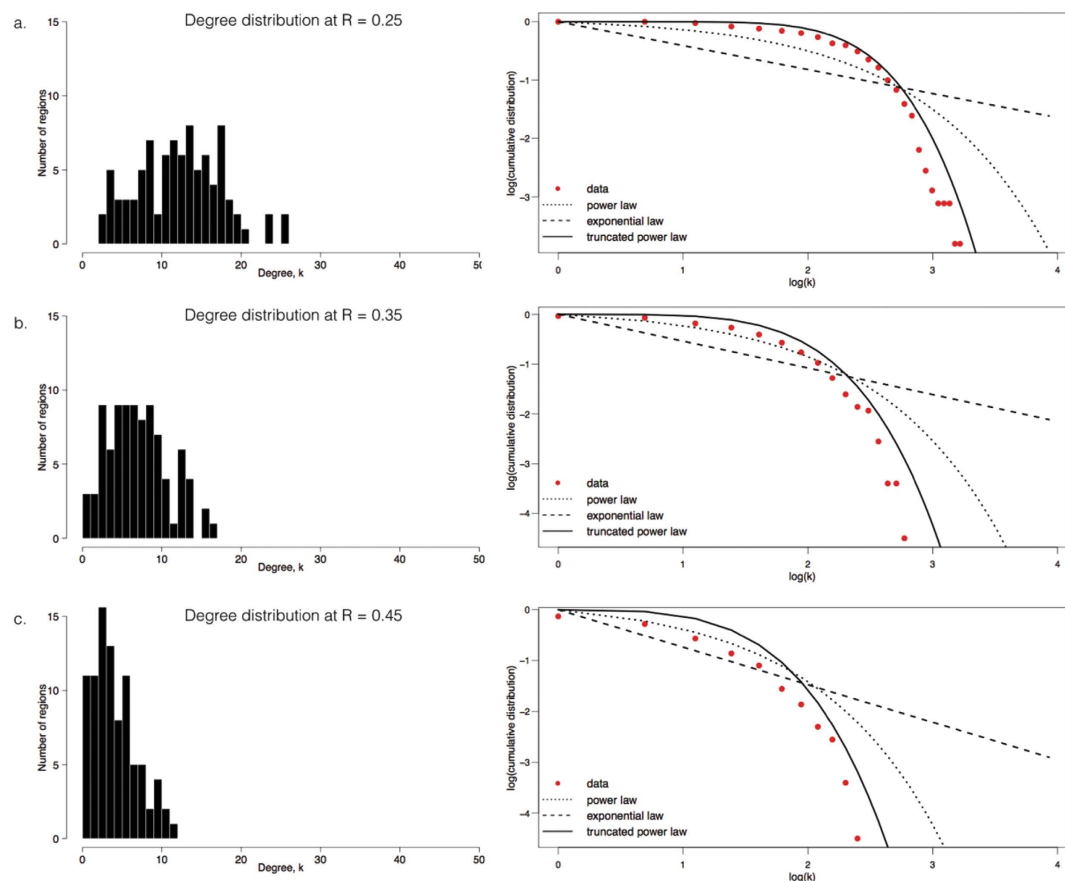 a.
Degree distribution at R = 0.25
Number of regions
15
10
5
0
0 10 20 30 40 50
Degree, k
log(cumulative distribution)
0
-1
-2
-3
data
power law
exponential law
truncated power law
0 1 2 3 4
log(k)
b.
Degree distribution at R = 0.35
Number of regions
15
10
5
0
0 10 20 30 40 50
Degree, k
log(cumulative distribution)
0
-1
-2
-3
-4
data
power law
exponential law
truncated power law
0 1 2 3 4
log(k)
c.
Degree distribution at R = 0.45
Number of regions
15
10
5
0
0 10 20 30 40 50
Degree, k
log(cumulative distribution)
0
-1
-2
-3
-4
data
power law
exponential law
truncated power law
0 1 2 3 4
log(k)